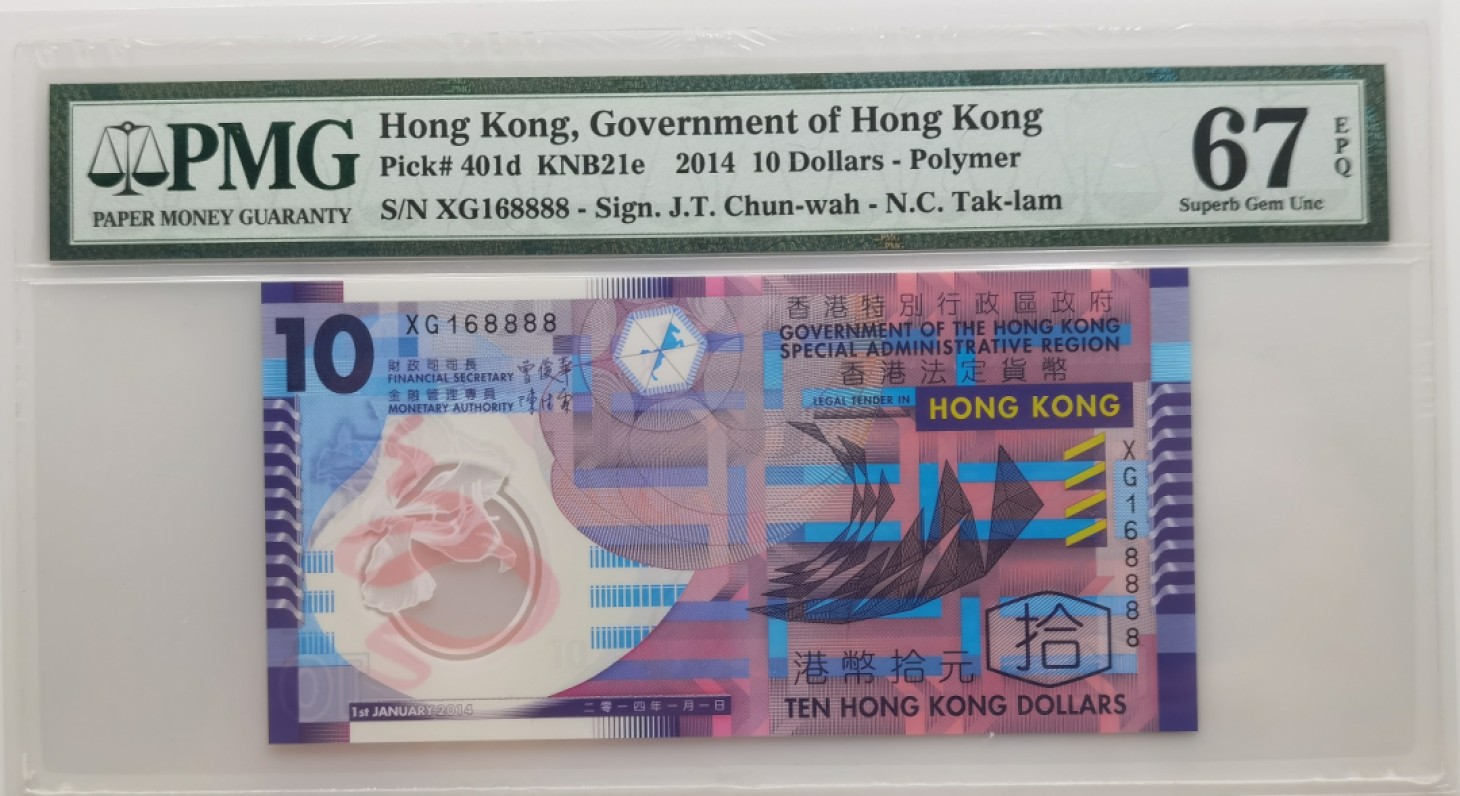 PMG
PAPER MONEY GUARANTY
Hong Kong, Government of Hong Kong
Pick# 401d KNB21e 2014 10 Dollars - Polymer
S/N XG168888 - Sign. J.T. Chun-wah - N.C. Tak-lam
67
EPQ
Superb Gem Unc
10
XG168888
財政司司長
FINANCIAL SECRETARY
曾俊華
金融管理專員
MONETARY AUTHORITY
香港特別行政區政府
GOVERNMENT OF THE HONG KONG
SPECIAL ADMINISTRATIVE REGION
香港法定貨幣
LEGAL TENDER IN
HONG KONG
XG168888
拾
港幣拾元
TEN HONG KONG DOLLARS
1st JANUARY 2014
二零一四年一月一日
10